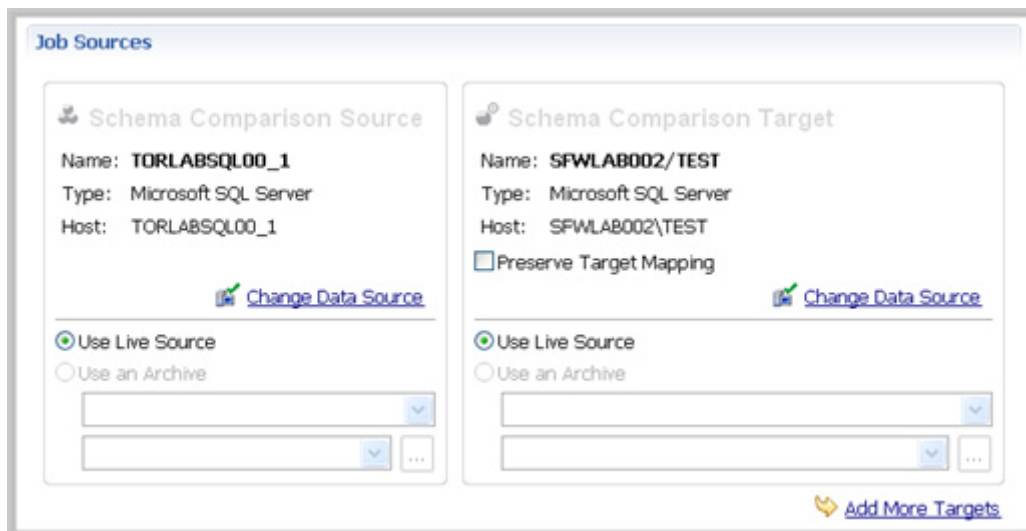 Job Sources
Schema Comparison Source
Name: TORLABSQL00_1
Type: Microsoft SQL Server
Host: TORLABSQL00_1
Change Data Source
Use Live Source
Use an Archive
...
Schema Comparison Target
Name: SFWLAB002/TEST
Type: Microsoft SQL Server
Host: SFWLAB002\TEST
Preserve Target Mapping
Change Data Source
Use Live Source
Use an Archive
...
Add More Targets